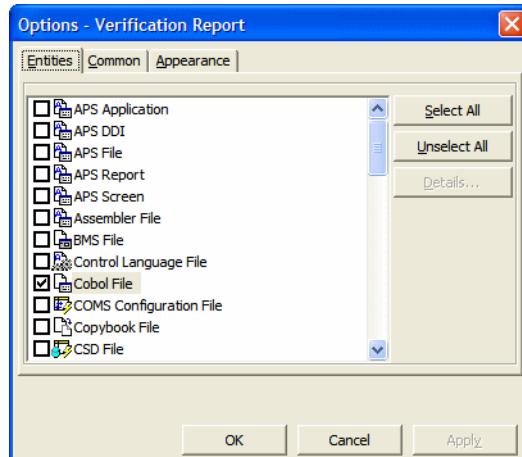 Options - Verification Report
Entities Common Appearance
APS Application
APS DDI
APS File
APS Report
APS Screen
Assembler File
BMS File
Control Language File
Cobol File
COMS Configuration File
Copybook File
CSD File
Select All
Unselect All
Details...
OK Cancel Apply